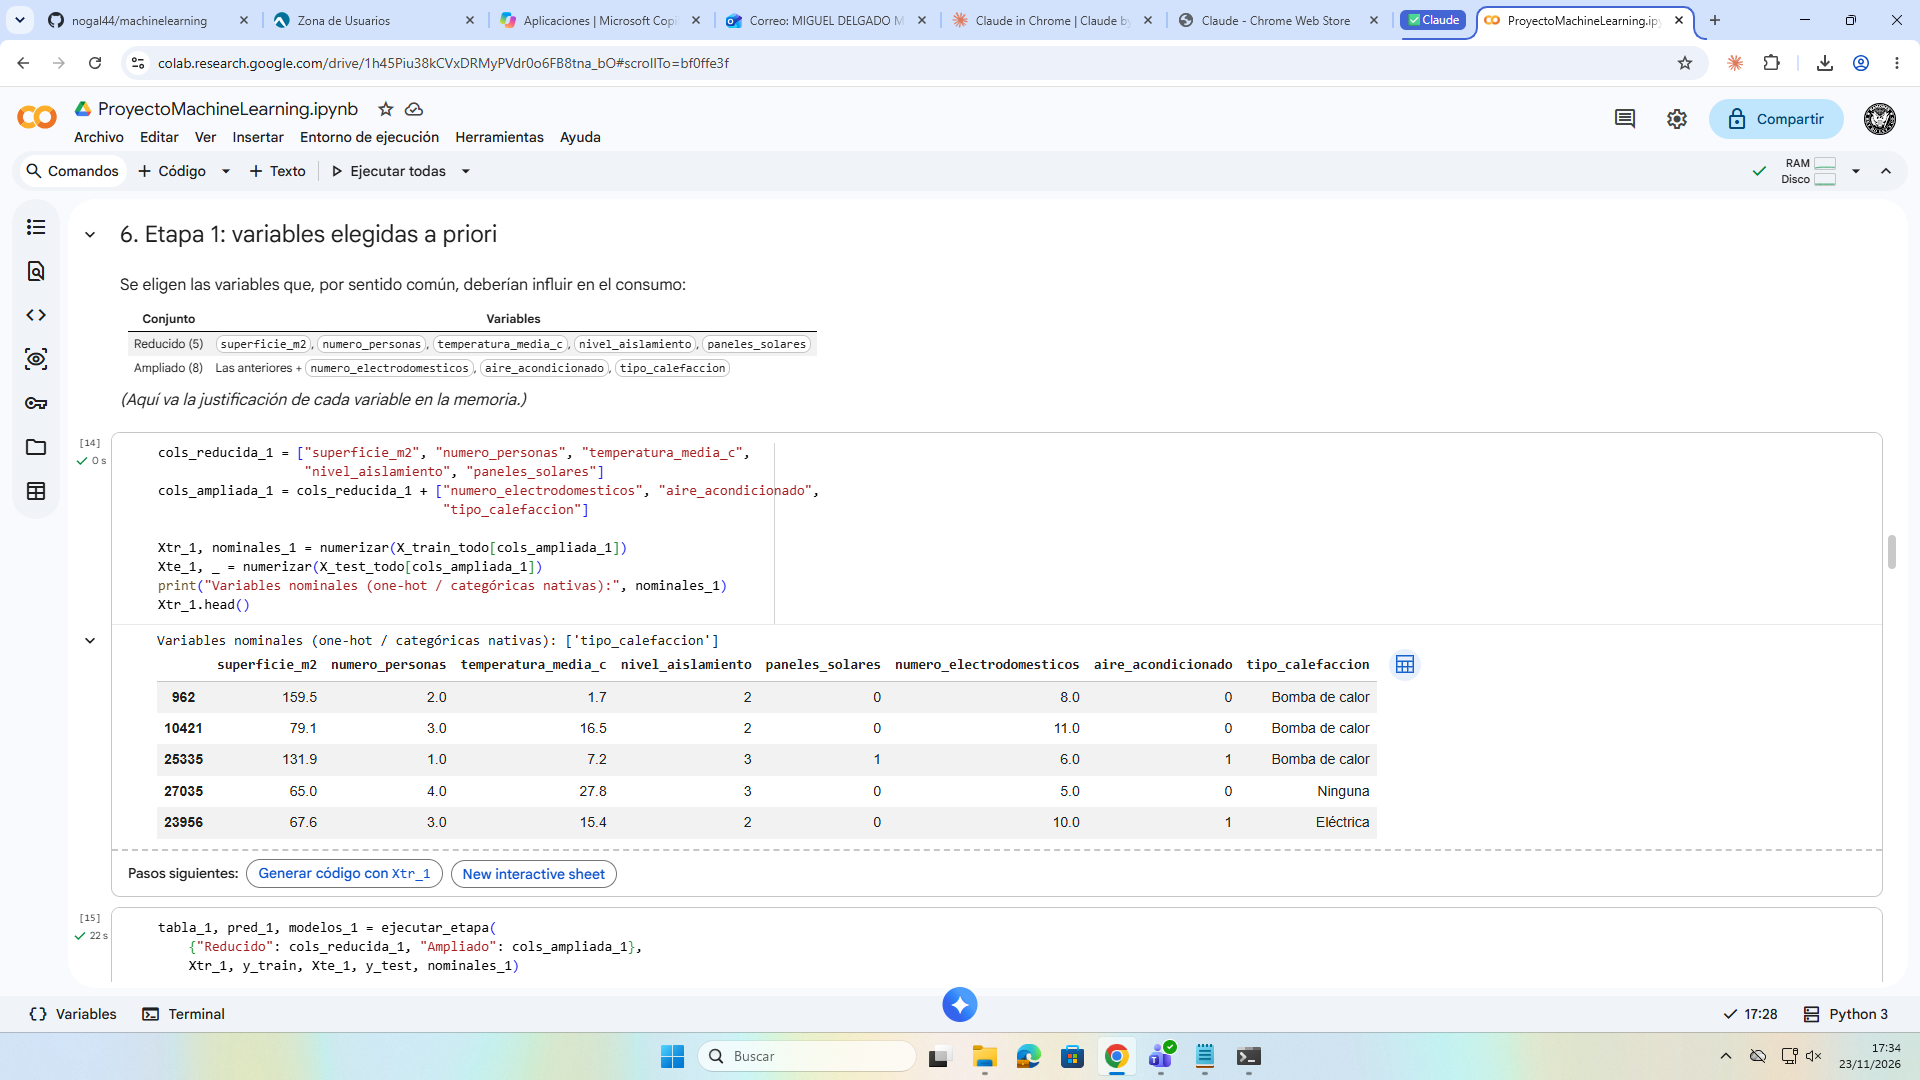 nogal44/machinelearning
Zona de Usuarios
Aplicaciones | Microsoft Copi
Correo: MIGUEL DELGADO M
Claude in Chrome | Claude by
Claude - Chrome Web Store
Claude
ProyectoMachineLearning.ipy
colab.research.google.com/drive/1h45Piu38kCVxDRMyPVdr0o6FB8tna_bO#scrollTo=bf0ffe3f
ProyectoMachineLearning.ipynb
Archivo Editar Ver Insertar Entorno de ejecución Herramientas Ayuda
Compartir
Comandos + Código + Texto Ejecutar todas
RAM
Disco
6. Etapa 1: variables elegidas a priori
Se eligen las variables que, por sentido común, deberían influir en el consumo:
Conjunto Variables
Reducido (5) superficie_m2, numero_personas, temperatura_media_c, nivel_aislamiento, paneles_solares
Ampliado (8) Las anteriores + numero_electrodomesticos, aire_acondicionado, tipo_calefaccion
(Aquí va la justificación de cada variable en la memoria.)
[14]
0 s
cols_reducida_1 = ["superficie_m2", "numero_personas", "temperatura_media_c",
"nivel_aislamiento", "paneles_solares"]
cols_ampliada_1 = cols_reducida_1 + ["numero_electrodomesticos", "aire_acondicionado",
"tipo_calefaccion"]
Xtr_1, nominales_1 = numerizar(X_train_todo[cols_ampliada_1])
Xte_1, _ = numerizar(X_test_todo[cols_ampliada_1])
print("Variables nominales (one-hot / categóricas nativas):", nominales_1)
Xtr_1.head()
Variables nominales (one-hot / categóricas nativas): ['tipo_calefaccion']
superficie_m2 numero_personas temperatura_media_c nivel_aislamiento paneles_solares numero_electrodomesticos aire_acondicionado tipo_calefaccion
962 159.5 2.0 1.7 2 0 8.0 0 Bomba de calor
10421 79.1 3.0 16.5 2 0 11.0 0 Bomba de calor
25335 131.9 1.0 7.2 3 1 6.0 1 Bomba de calor
27035 65.0 4.0 27.8 3 0 5.0 0 Ninguna
23956 67.6 3.0 15.4 2 0 10.0 1 Eléctrica
Pasos siguientes: Generar código con Xtr_1 New interactive sheet
[15]
22 s
tabla_1, pred_1, modelos_1 = ejecutar_etapa(
{"Reducido": cols_reducida_1, "Ampliado": cols_ampliada_1},
Xtr_1, y_train, Xte_1, y_test, nominales_1)
Variables Terminal
17:28 Python 3
Buscar
17:34
23/11/2026